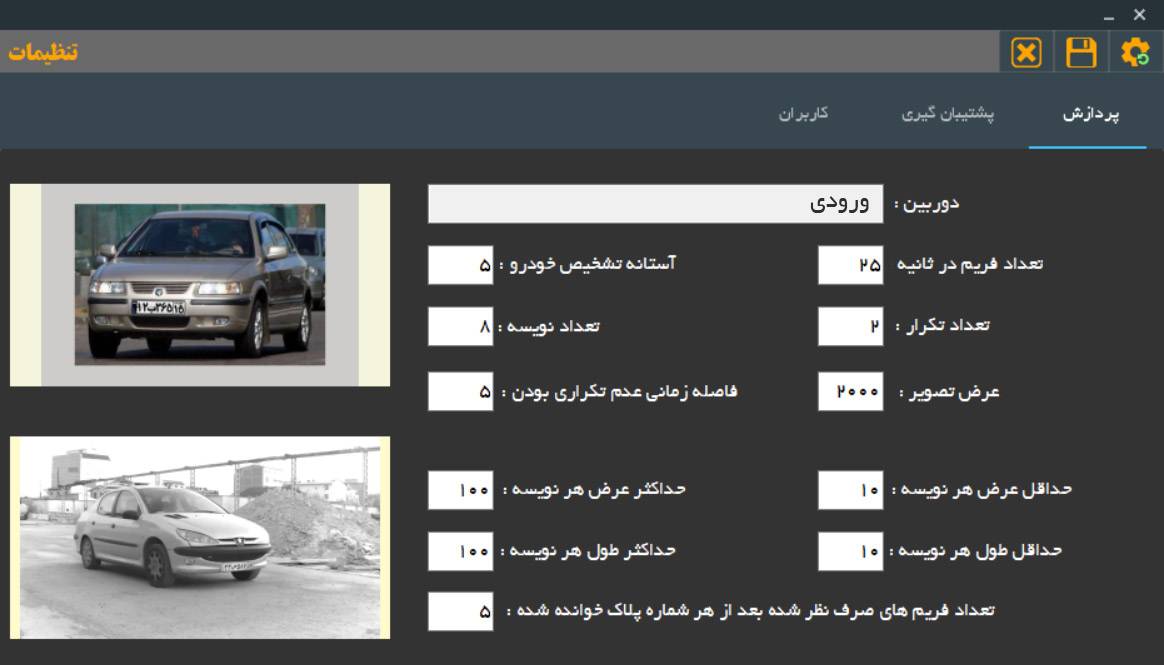 تنظیمات
پردازش
پشتیبان گیری
کاربران
دوربین : ورودی
تعداد فریم در ثانیه ۲۵
آستانه تشخیص خودرو : ۵
تعداد تکرار : ۲
تعداد نویسه : ۸
عرض تصویر : ۲۰۰۰
فاصله زمانی عدم تکراری بودن : ۵
حداقل عرض هر نویسه : ۱۰
حداکثر عرض هر نویسه : ۱۰۰
حداقل طول هر نویسه : ۱۰
حداکثر طول هر نویسه : ۱۰۰
تعداد فریم های صرف نظر شده بعد از هر شماره پلاک خوانده شده : ۵